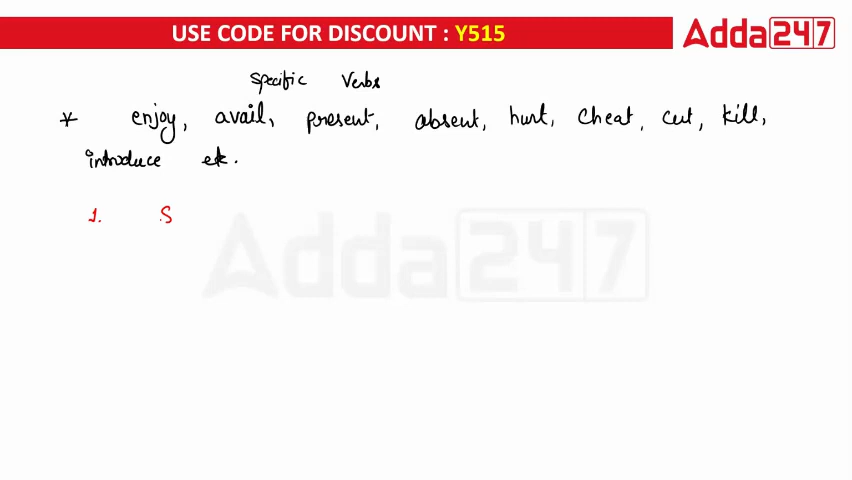 USE CODE FOR DISCOUNT : Y515
Adda247
Specific Verbs
* enjoy, avail, present, absent, hurt, cheat, cut, kill,
introduce etc.
1. S
Adda247